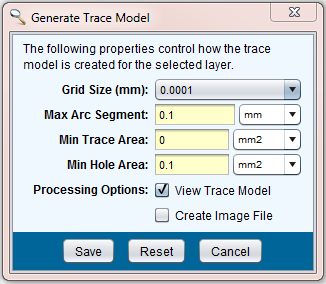 Generate Trace Model
The following properties control how the trace
model is created for the selected layer.
Grid Size (mm): 0.0001
Max Arc Segment: 0.1 mm
Min Trace Area: 0 mm2
Min Hole Area: 0.1 mm2
Processing Options: View Trace Model
Create Image File
Save Reset Cancel